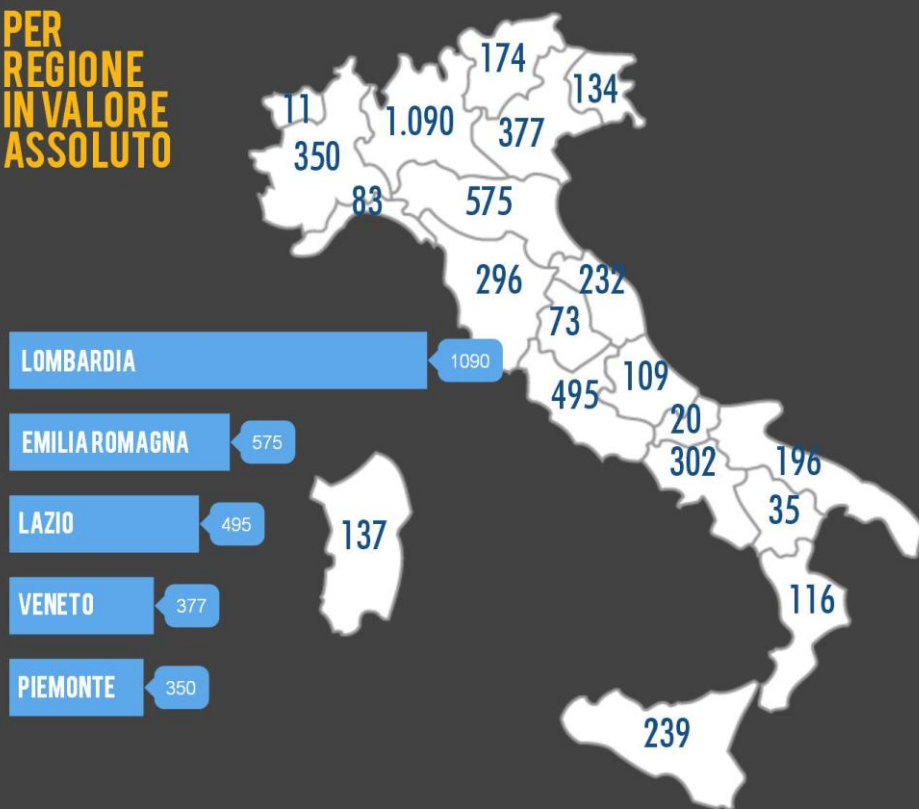 PER
REGIONE
IN VALORE
ASSOLUTO
174
134
11
1.090
377
350
83
575
296
232
73
LOMBARDIA 1090
109
495
20
EMILIA ROMAGNA 575
302
196
35
LAZIO 495
137
VENETO 377
116
PIEMONTE 350
239